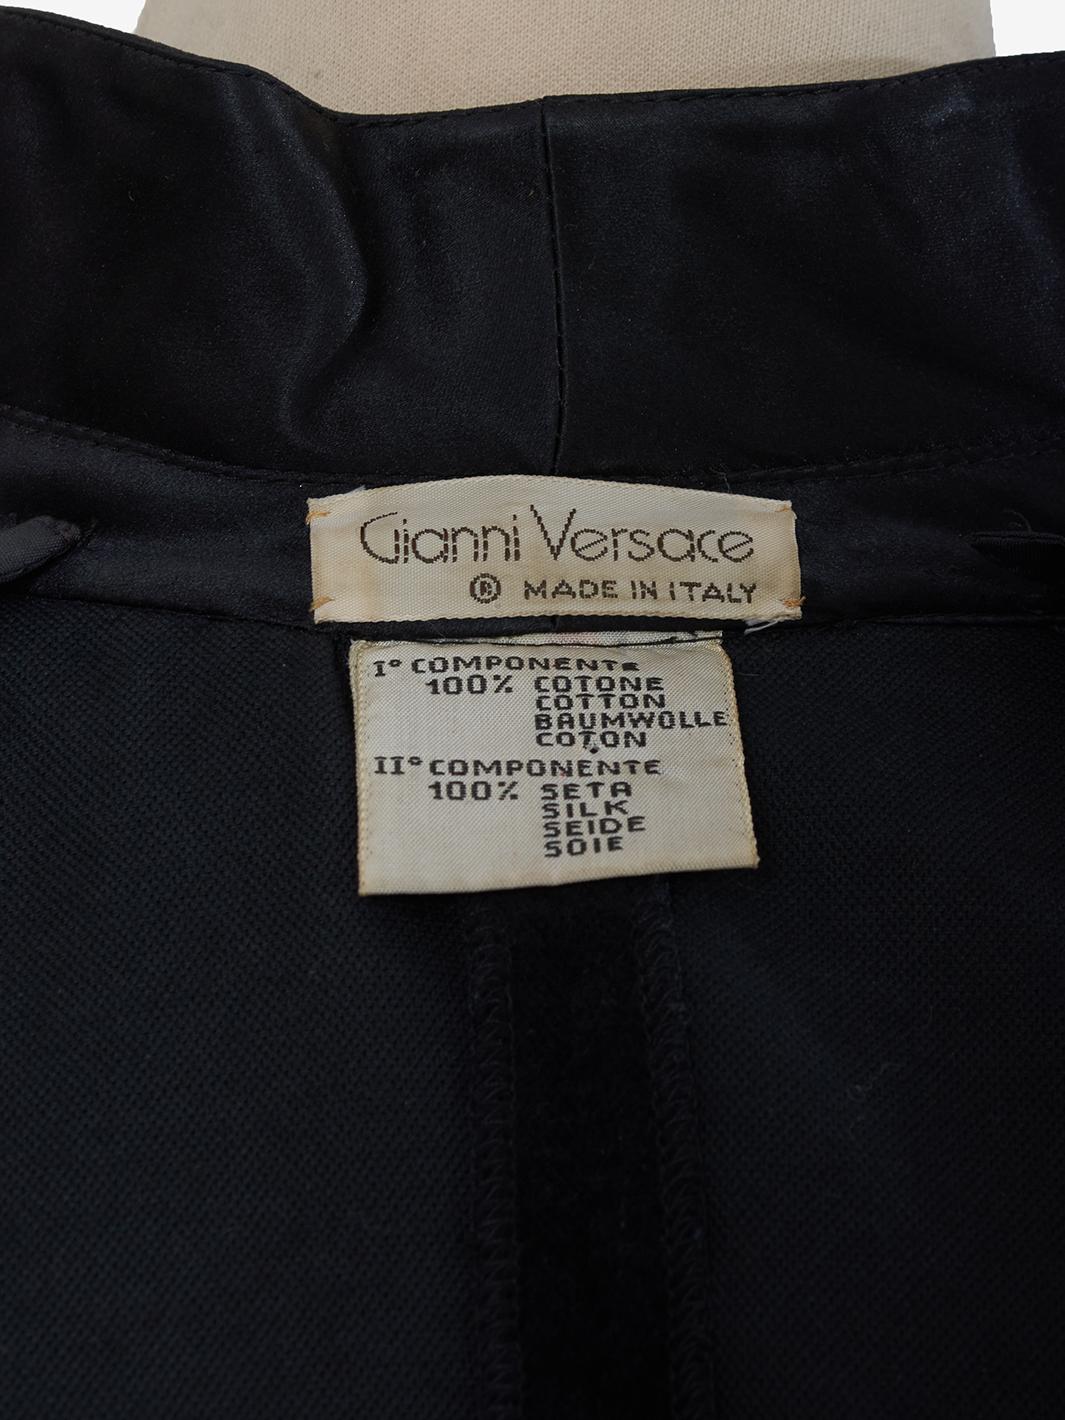 Gianni Versace
® MADE IN ITALY
I° COMPONENTE
100% COTONE
COTTON
BAUMWOLLE
COTON
II° COMPONENTE
100% SETA
SILK
SEIDE
SOIE